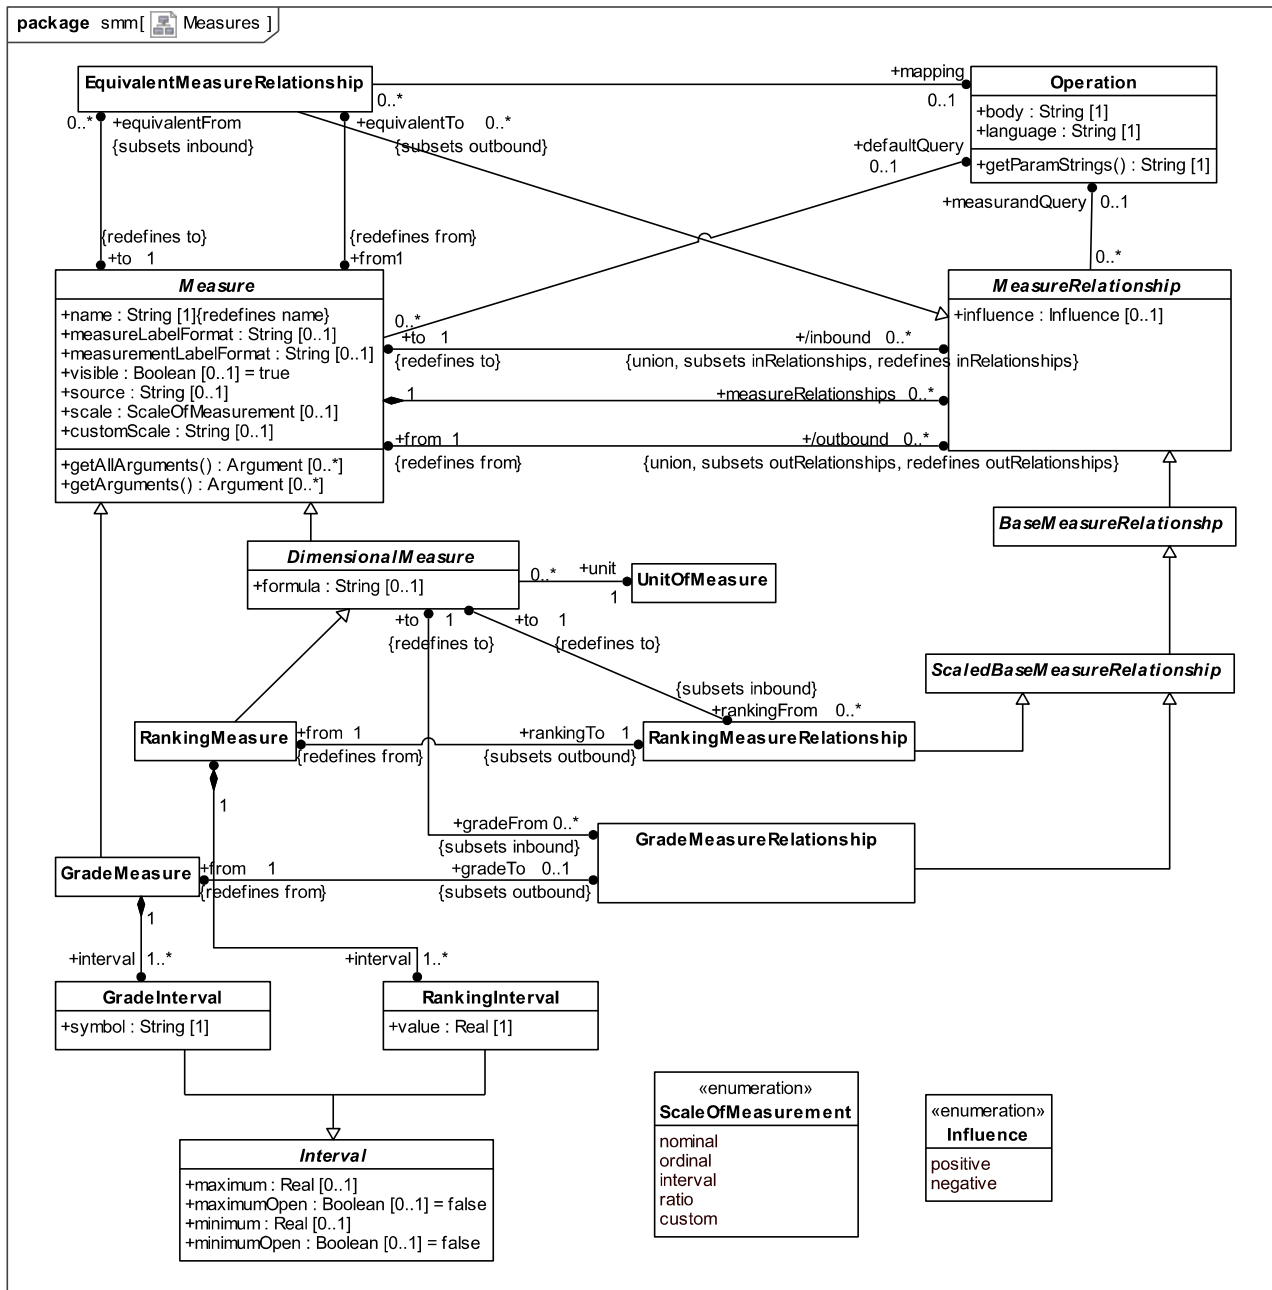 package smm[ Measures ]
EquivalentMeasureRelationship
+mapping
0..*
0..1
Operation
+body : String [1]
+language : String [1]
+getParamStrings() : String [1]
0..*
+equivalentFrom
{subsets inbound}
+equivalentTo 0..*
{subsets outbound}
+defaultQuery
0..1
+measurandQuery 0..1
{redefines to}
+to 1
{redefines from}
+from1
0..*
Measure
+name : String [1]{redefines name}
+measureLabelFormat : String [0..1]
+measurementLabelFormat : String [0..1]
+visible : Boolean [0..1] = true
+source : String [0..1]
+scale : ScaleOfMeasurement [0..1]
+customScale : String [0..1]
+getAllArguments() : Argument [0..*]
+getArguments() : Argument [0..*]
MeasureRelationship
+influence : Influence [0..1]
0..*
+to 1
{redefines to}
+/inbound 0..*
{union, subsets inRelationships, redefines inRelationships}
1
+measureRelationships 0..*
+from 1
{redefines from}
+/outbound 0..*
{union, subsets outRelationships, redefines outRelationships}
BaseMeasureRelationshp
DimensionalMeasure
+formula : String [0..1]
0..*
+unit
1
UnitOfMeasure
+to 1
{redefines to}
+to 1
{redefines to}
ScaledBaseMeasureRelationship
{subsets inbound}
+rankingFrom 0..*
RankingMeasure
+from 1
{redefines from}
+rankingTo 1
{subsets outbound}
RankingMeasureRelationship
1
+gradeFrom 0..*
{subsets inbound}
GradeMeasureRelationship
GradeMeasure
+from 1
{redefines from}
+gradeTo 0..1
{subsets outbound}
1
+interval 1..*
+interval 1..*
GradeInterval
+symbol : String [1]
RankingInterval
+value : Real [1]
Interval
+maximum : Real [0..1]
+maximumOpen : Boolean [0..1] = false
+minimum : Real [0..1]
+minimumOpen : Boolean [0..1] = false
«enumeration»
ScaleOfMeasurement
nominal
ordinal
interval
ratio
custom
«enumeration»
Influence
positive
negative